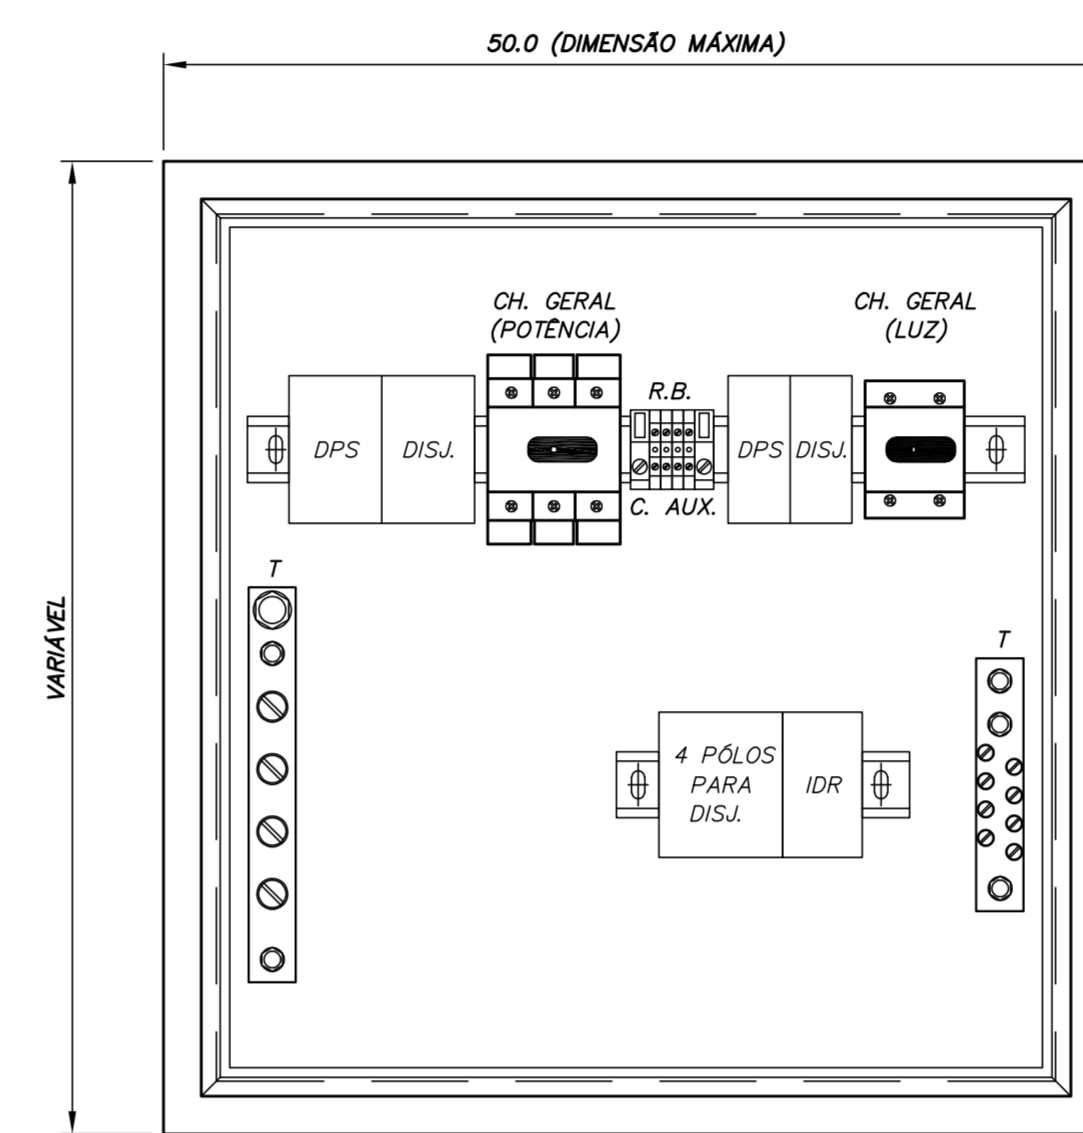 50.0 (DIMENSÃO MÁXIMA)
VARIÁVEL
CH. GERAL
(POTÊNCIA)
CH. GERAL
(LUZ)
R.B.
DPS
DISJ.
DPS
DISJ.
C. AUX.
T
T
4 PÓLOS
PARA
DISJ.
IDR